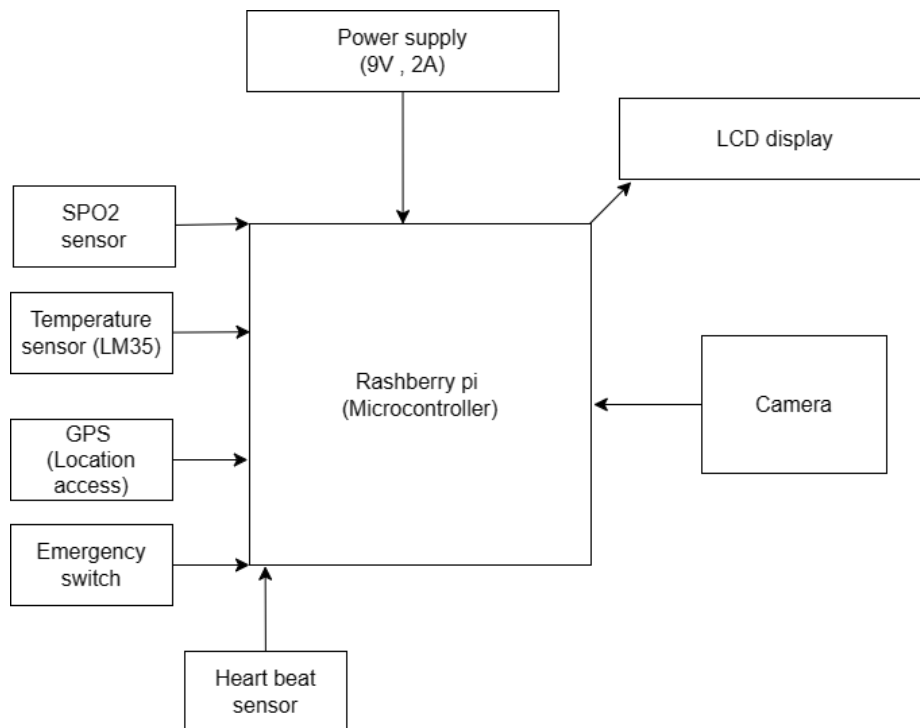 Power supply
(9V , 2A)
LCD display
SPO2
sensor
Temperature
sensor (LM35)
Rashberry pi
(Microcontroller)
Camera
GPS
(Location
access)
Emergency
switch
Heart beat
sensor